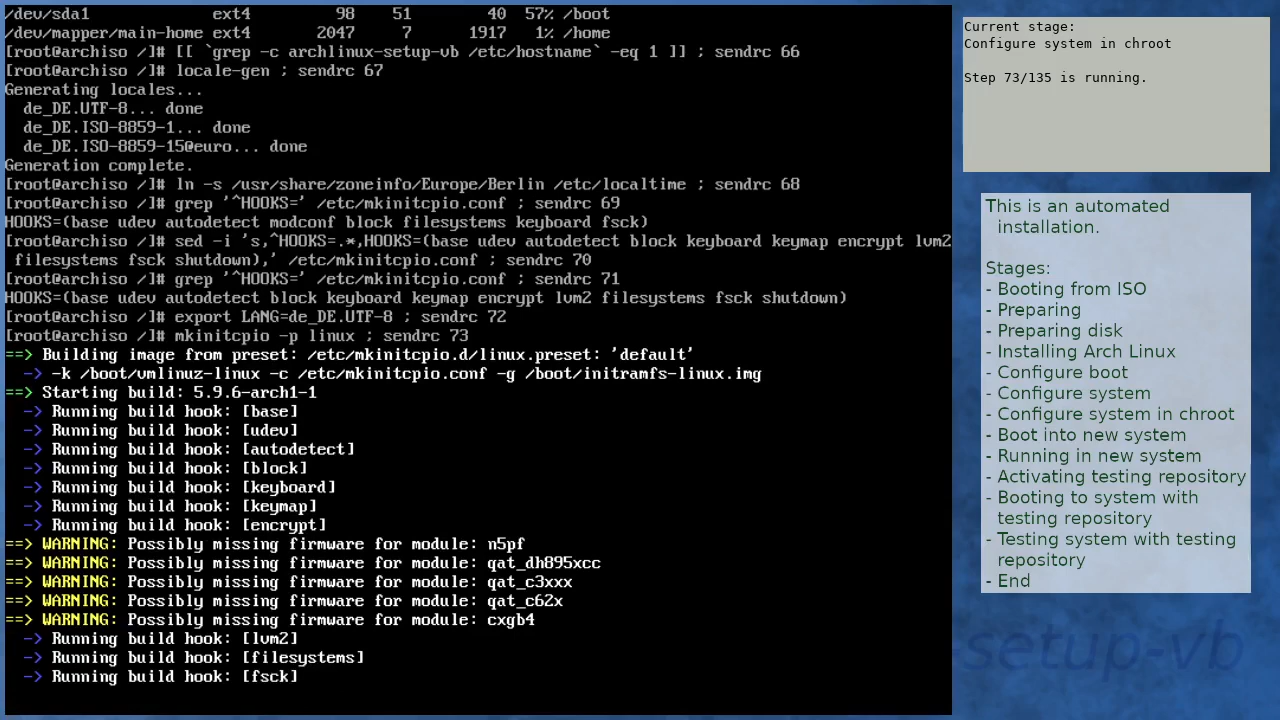 /dev/sda1             ext4         98    51        40  57% /boot
/dev/mapper/main-home ext4       2047     7      1917   1% /home
[root@archiso /]# [[ `grep -c archlinux-setup-vb /etc/hostname` -eq 1 ]] ; sendrc 66
[root@archiso /]# locale-gen ; sendrc 67
Generating locales...
  de_DE.UTF-8... done
  de_DE.ISO-8859-1... done
  de_DE.ISO-8859-15@euro... done
Generation complete.
[root@archiso /]# ln -s /usr/share/zoneinfo/Europe/Berlin /etc/localtime ; sendrc 68
[root@archiso /]# grep '^HOOKS=' /etc/mkinitcpio.conf ; sendrc 69
HOOKS=(base udev autodetect modconf block filesystems keyboard fsck)
[root@archiso /]# sed -i 's,^HOOKS=.*,HOOKS=(base udev autodetect block keyboard keymap encrypt lvm2
 filesystems fsck shutdown),' /etc/mkinitcpio.conf ; sendrc 70
[root@archiso /]# grep '^HOOKS=' /etc/mkinitcpio.conf ; sendrc 71
HOOKS=(base udev autodetect block keyboard keymap encrypt lvm2 filesystems fsck shutdown)
[root@archiso /]# export LANG=de_DE.UTF-8 ; sendrc 72
[root@archiso /]# mkinitcpio -p linux ; sendrc 73
==> Building image from preset: /etc/mkinitcpio.d/linux.preset: 'default'
  -> -k /boot/vmlinuz-linux -c /etc/mkinitcpio.conf -g /boot/initramfs-linux.img
==> Starting build: 5.9.6-arch1-1
  -> Running build hook: [base]
  -> Running build hook: [udev]
  -> Running build hook: [autodetect]
  -> Running build hook: [block]
  -> Running build hook: [keyboard]
  -> Running build hook: [keymap]
  -> Running build hook: [encrypt]
==> WARNING: Possibly missing firmware for module: n5pf
==> WARNING: Possibly missing firmware for module: qat_dh895xcc
==> WARNING: Possibly missing firmware for module: qat_c3xxx
==> WARNING: Possibly missing firmware for module: qat_c62x
==> WARNING: Possibly missing firmware for module: cxgb4
  -> Running build hook: [lvm2]
  -> Running build hook: [filesystems]
  -> Running build hook: [fsck]
Current stage:
Configure system in chroot
Step 73/135 is running.
This is an automated
installation.
Stages:
- Booting from ISO
- Preparing
- Preparing disk
- Installing Arch Linux
- Configure boot
- Configure system
- Configure system in chroot
- Boot into new system
- Running in new system
- Activating testing repository
- Booting to system with
testing repository
- Testing system with testing
repository
- End
-setup-vb